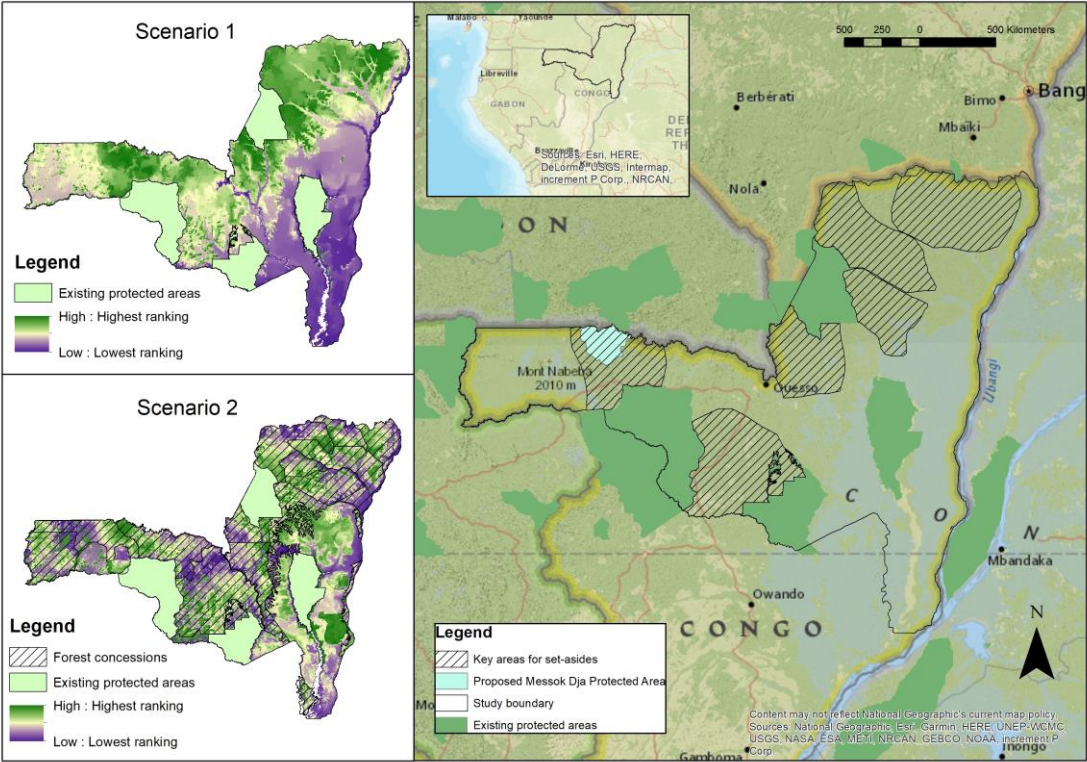 Scenario 1
Legend
Existing protected areas
High : Highest ranking
Low : Lowest ranking
Scenario 2
Legend
Forest concessions
Existing protected areas
High : Highest ranking
Low : Lowest ranking
Malabo
Yaounde
Libreville
GABON
CONGO
Brazzaville
Sources: Esri, HERE,
DeLorme, USGS, Intermap,
increment P Corp., NRCAN,
500 250 0 500 Kilometers
Berbérati
Bimo
Bang
Mbaïki
Nola
ON
Mont Nabeba
2010 m
Ouesso
Ubangi
C O N
Mbandaka
Owando
CONGO
N
Legend
Key areas for set-asides
Proposed Messok Dja Protected Area
Study boundary
Existing protected areas
Mo
Gamboma
Inongo
Content may not reflect National Geographic's current map policy.
Sources: National Geographic, Esri, Garmin, HERE, UNEP-WCMC,
USGS, NASA, ESA, METI, NRCAN, GEBCO, NOAA, increment P
Corp.